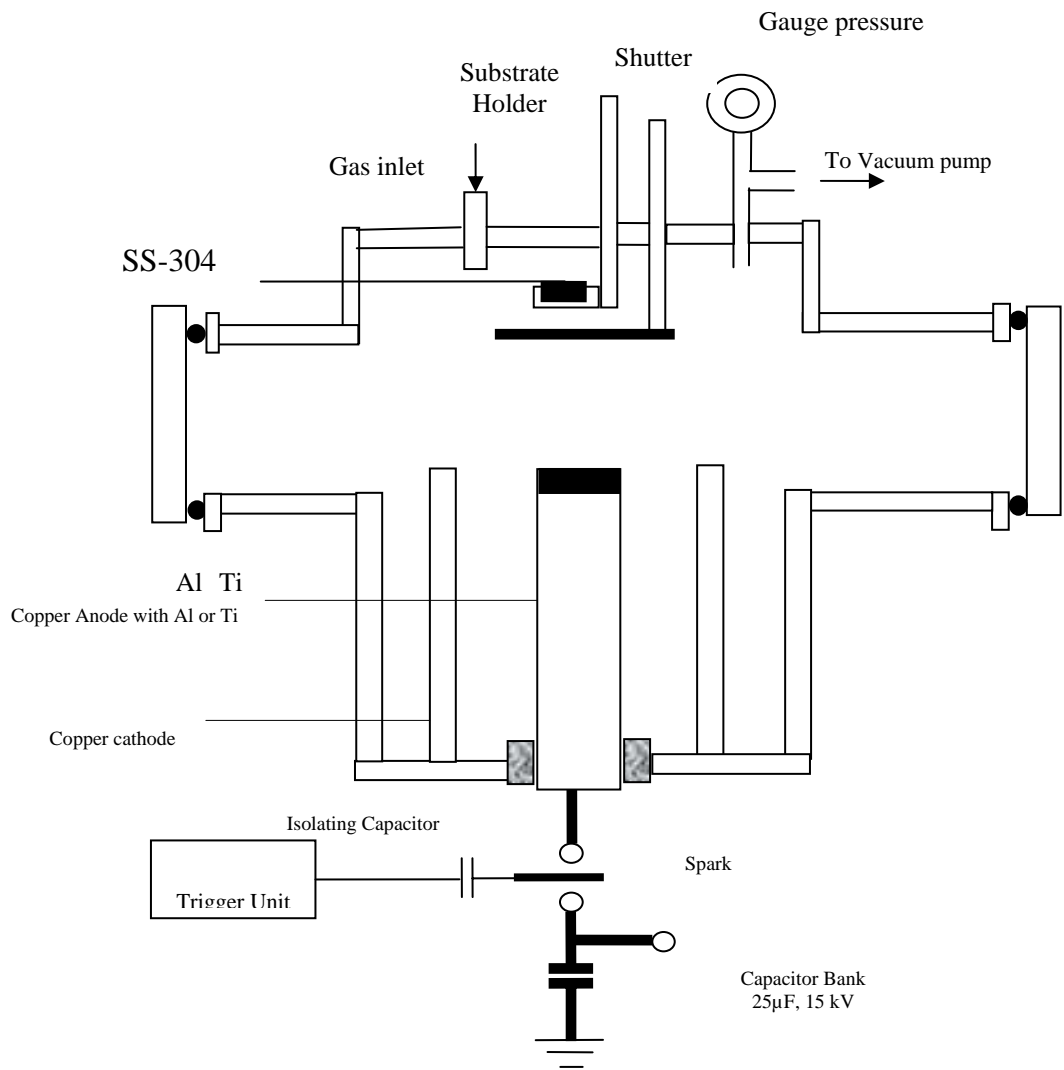 Gauge pressure
Shutter
Substrate
Holder
Gas inlet
To Vacuum pump
SS-304
Al Ti
Copper Anode with Al or Ti
Copper cathode
Isolating Capacitor
Spark
Trigger Unit
Capacitor Bank
25µF, 15 kV